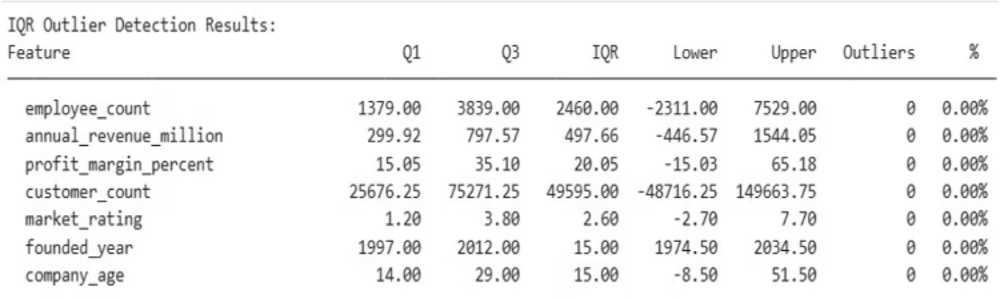 IQR Outlier Detection Results:
Feature Q1 Q3 IQR Lower Upper Outliers %
employee_count 1379.00 3839.00 2460.00 -2311.00 7529.00 0 0.00%
annual_revenue_million 299.92 797.57 497.66 -446.57 1544.05 0 0.00%
profit_margin_percent 15.05 35.10 20.05 -15.03 65.18 0 0.00%
customer_count 25676.25 75271.25 49595.00 -48716.25 149663.75 0 0.00%
market_rating 1.20 3.80 2.60 -2.70 7.70 0 0.00%
founded_year 1997.00 2012.00 15.00 1974.50 2034.50 0 0.00%
company_age 14.00 29.00 15.00 -8.50 51.50 0 0.00%